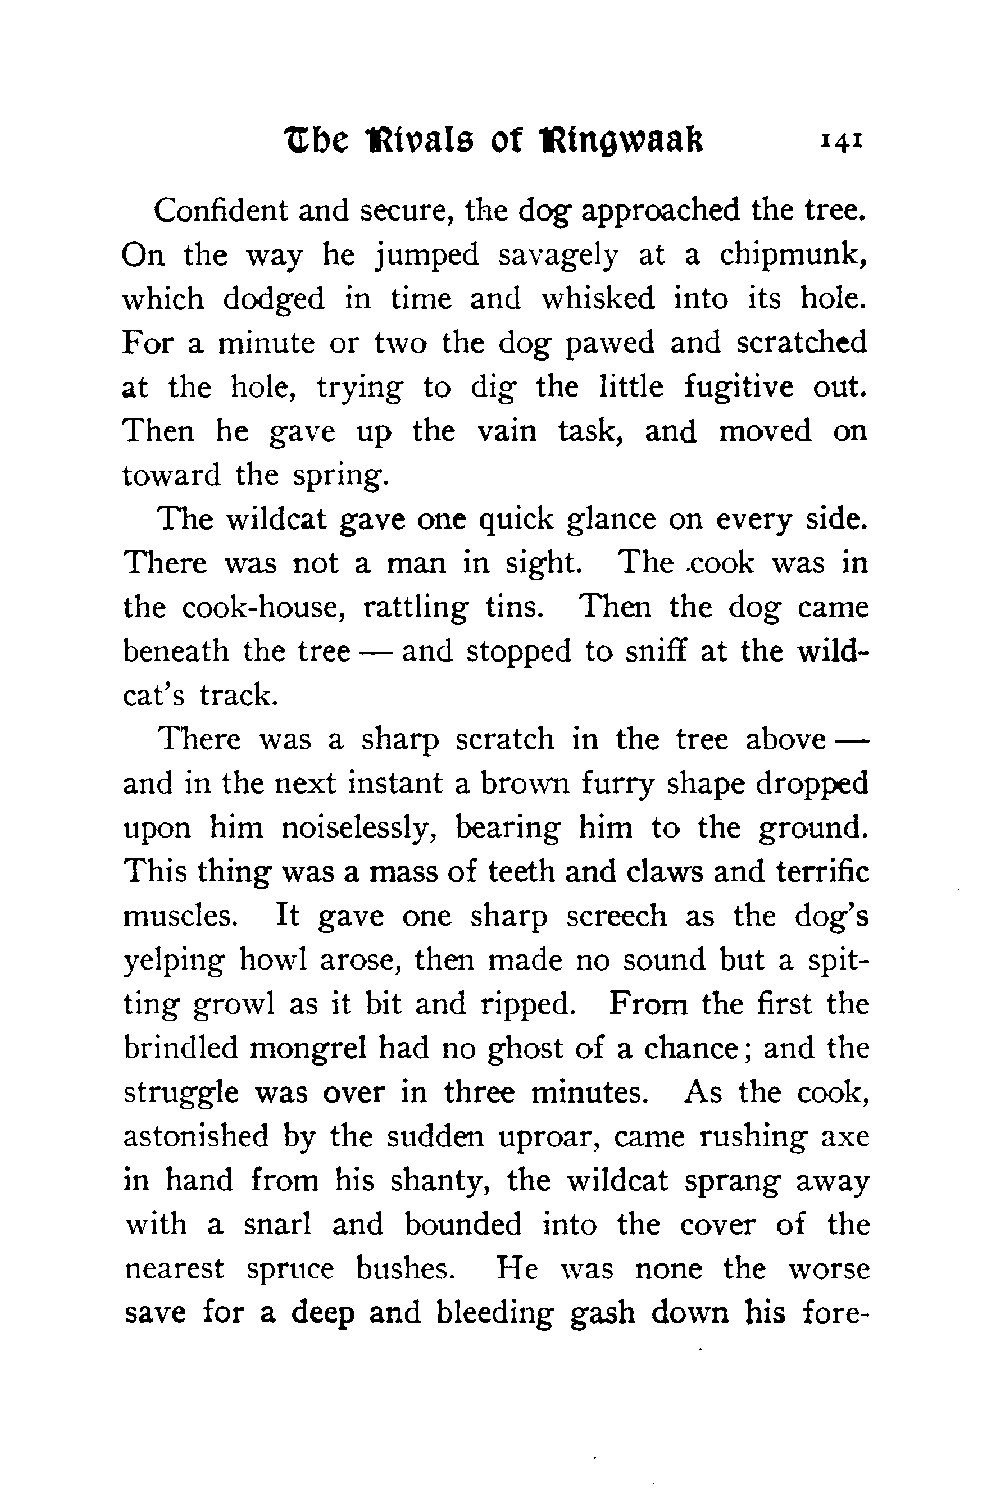 The Rivals of Ringwaak 141
Confident and secure, the dog approached the tree.
On the way he jumped savagely at a chipmunk,
which dodged in time and whisked into its hole.
For a minute or two the dog pawed and scratched
at the hole, trying to dig the little fugitive out.
Then he gave up the vain task, and moved on
toward the spring.
The wildcat gave one quick glance on every side.
There was not a man in sight. The cook was in
the cook-house, rattling tins. Then the dog came
beneath the tree — and stopped to sniff at the wild-
cat's track.
There was a sharp scratch in the tree above —
and in the next instant a brown furry shape dropped
upon him noiselessly, bearing him to the ground.
This thing was a mass of teeth and claws and terrific
muscles. It gave one sharp screech as the dog's
yelping howl arose, then made no sound but a spit-
ting growl as it bit and ripped. From the first the
brindled mongrel had no ghost of a chance; and the
struggle was over in three minutes. As the cook,
astonished by the sudden uproar, came rushing axe
in hand from his shanty, the wildcat sprang away
with a snarl and bounded into the cover of the
nearest spruce bushes. He was none the worse
save for a deep and bleeding gash down his fore-